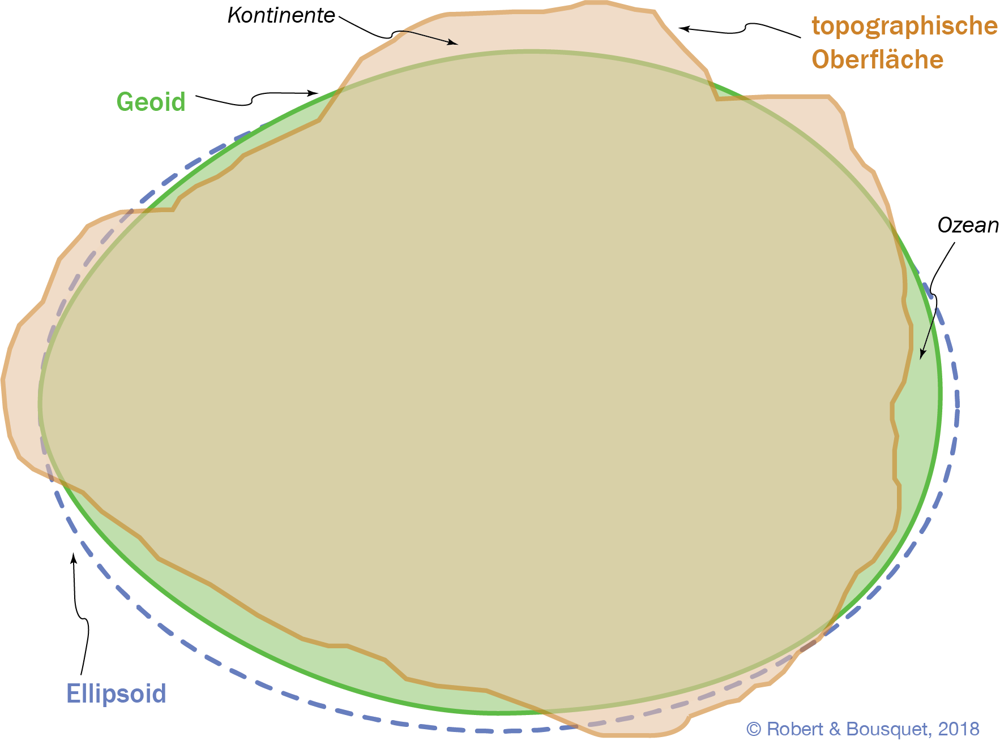 Kontinente
topographische
Oberfläche
Geoid
Ozean
Ellipsoid
© Robert & Bousquet, 2018